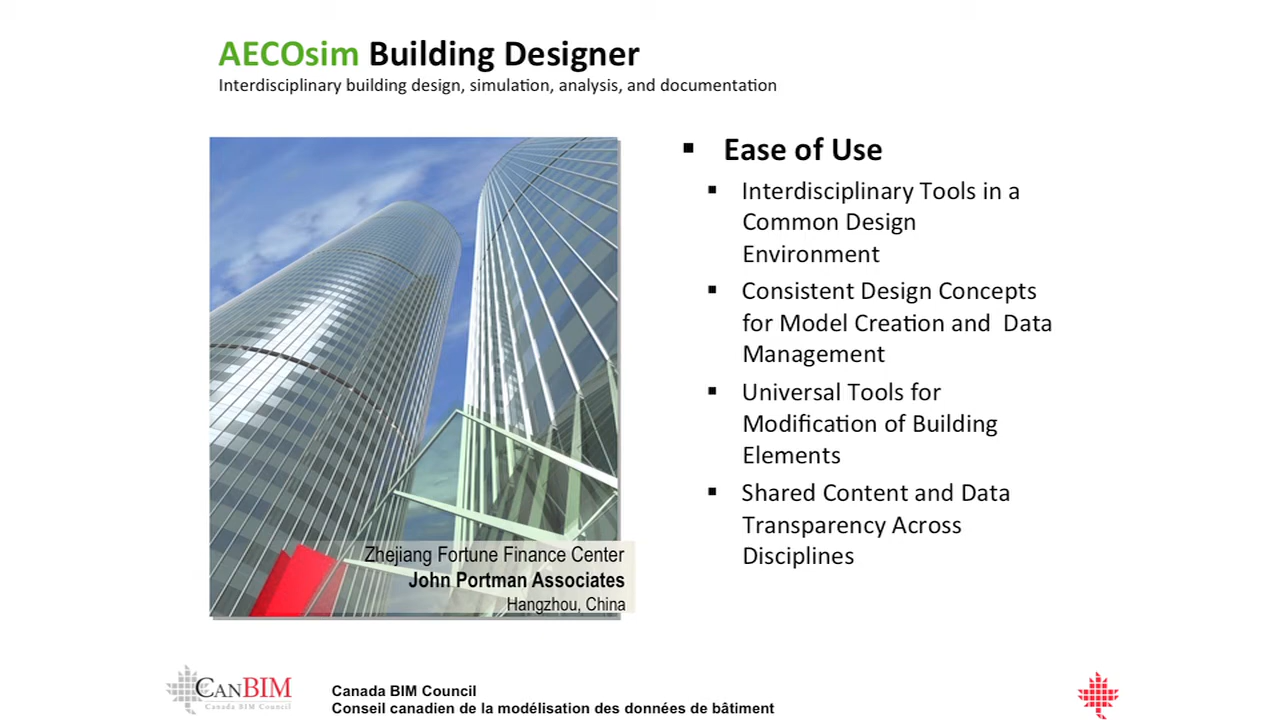 AECOsim Building Designer
Interdisciplinary building design, simulation, analysis, and documentation
Zhejiang Fortune Finance Center
John Portman Associates
Hangzhou, China
▪ Ease of Use
▪ Interdisciplinary Tools in a
Common Design
Environment
▪ Consistent Design Concepts
for Model Creation and Data
Management
▪ Universal Tools for
Modification of Building
Elements
▪ Shared Content and Data
Transparency Across
Disciplines
CANBIM
Canada BIM Council
Canada BIM Council
Conseil canadien de la modélisation des données de bâtiment